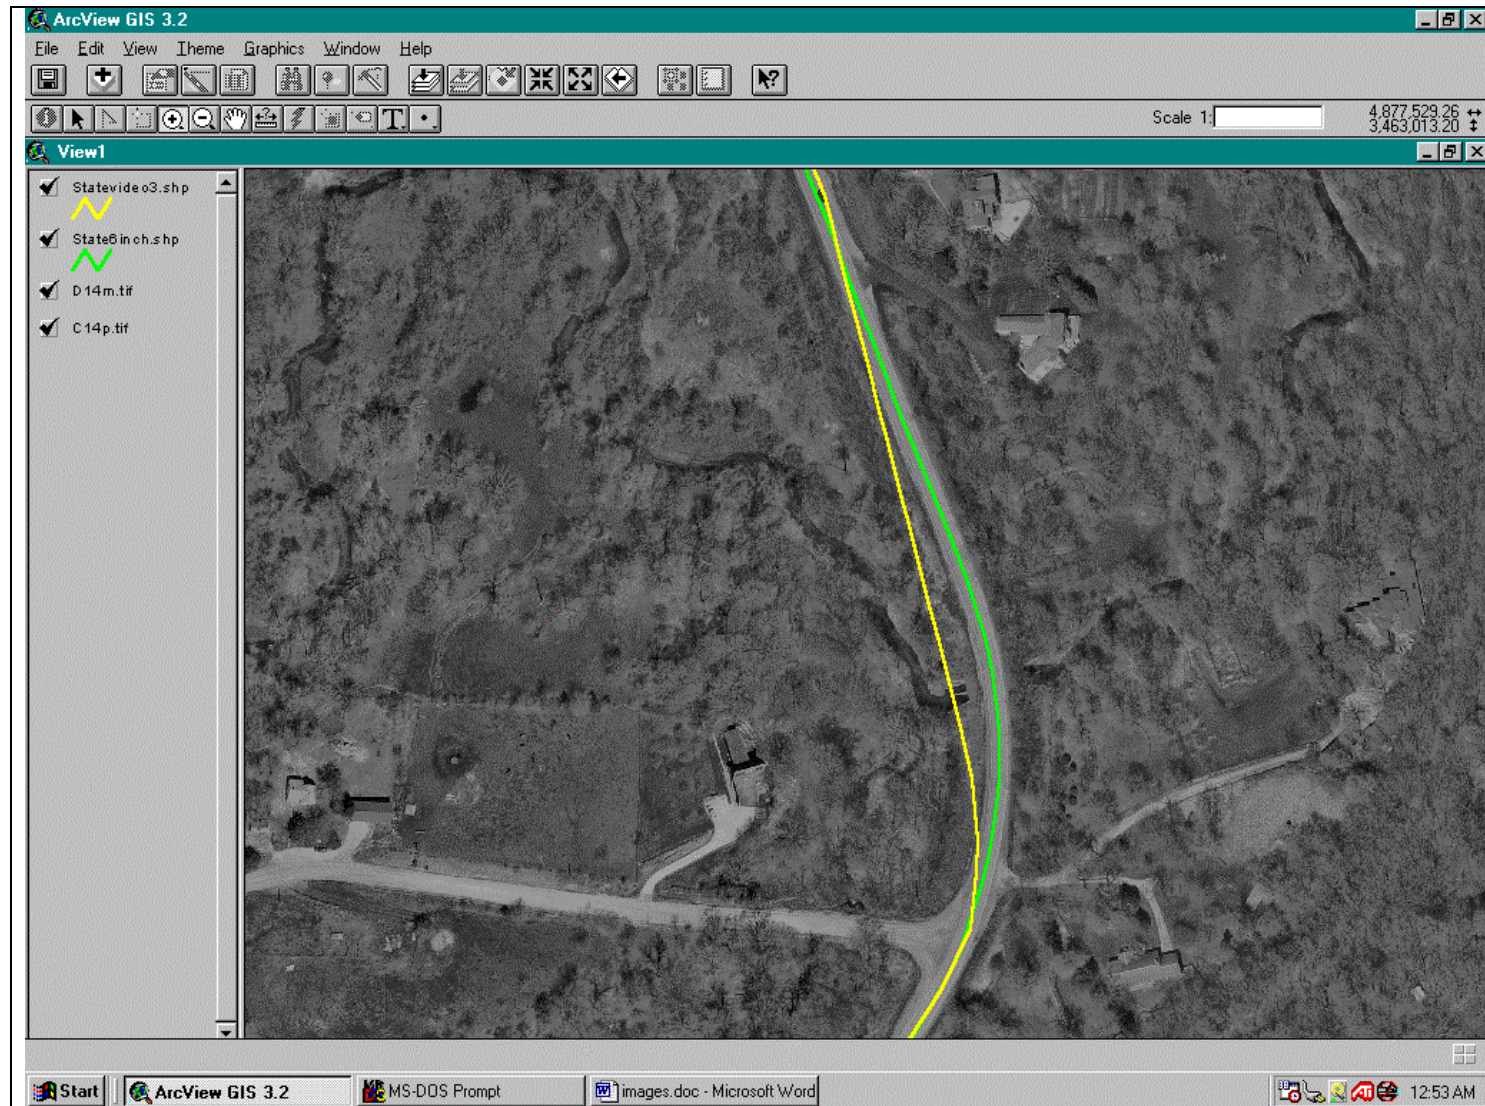 ArcView GIS 3.2
File Edit View Theme Graphics Window Help
Scale 1:
4,877,529.26
3,463,013.20
View1
Statevideo3.shp
State6inch.shp
D14m.tif
C14p.tif
Start
ArcView GIS 3.2
MS-DOS Prompt
images.doc - Microsoft Word
12:53 AM